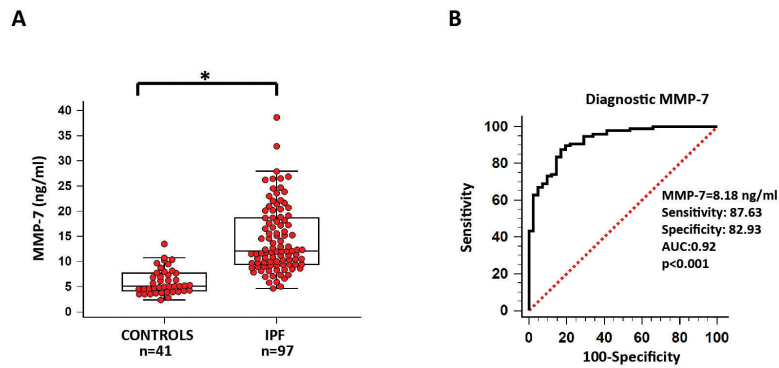 A
*
MMP-7 (ng/ml)
40
35
30
25
20
15
10
5
0
CONTROLS
n=41
IPF
n=97
B
Diagnostic MMP-7
Sensitivity
100
80
60
40
20
0
MMP-7=8.18 ng/ml
Sensitivity: 87.63
Specificity: 82.93
AUC:0.92
p<0.001
0 20 40 60 80 100
100-Specificity